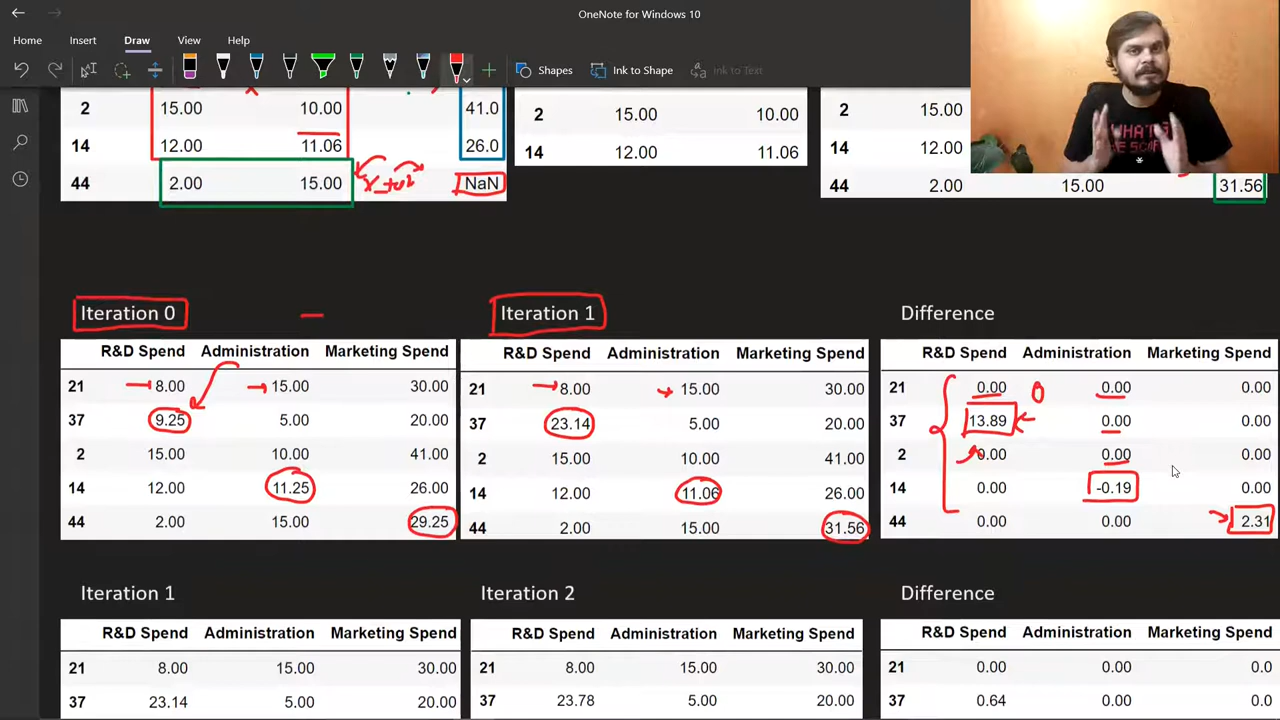 OneNote for Windows 10
Home Insert Draw View Help
Shapes Ink to Shape Ink to Text
2 15.00 10.00 41.0
14 12.00 11.06 26.0
44 2.00 15.00 NaN
2 15.00 10.00
14 12.00 11.06
2 15.00
14 12.00
44 2.00 15.00 31.56
WHAT'S
Iteration 0
R&D Spend Administration Marketing Spend
21 8.00 15.00 30.00
37 9.25 5.00 20.00
2 15.00 10.00 41.00
14 12.00 11.25 26.00
44 2.00 15.00 29.25
Iteration 1
R&D Spend Administration Marketing Spend
21 8.00 15.00 30.00
37 23.14 5.00 20.00
2 15.00 10.00 41.00
14 12.00 11.06 26.00
44 2.00 15.00 31.56
Difference
R&D Spend Administration Marketing Spend
21 0.00 0.00 0.00
0
37 13.89 0.00 0.00
2 0.00 0.00 0.00
14 0.00 -0.19 0.00
44 0.00 0.00 2.31
Iteration 1
R&D Spend Administration Marketing Spend
21 8.00 15.00 30.00
37 23.14 5.00 20.00
Iteration 2
R&D Spend Administration Marketing Spend
21 8.00 15.00 30.00
37 23.78 5.00 20.00
Difference
R&D Spend Administration Marketing Spend
21 0.00 0.00 0.0
37 0.64 0.00 0.0